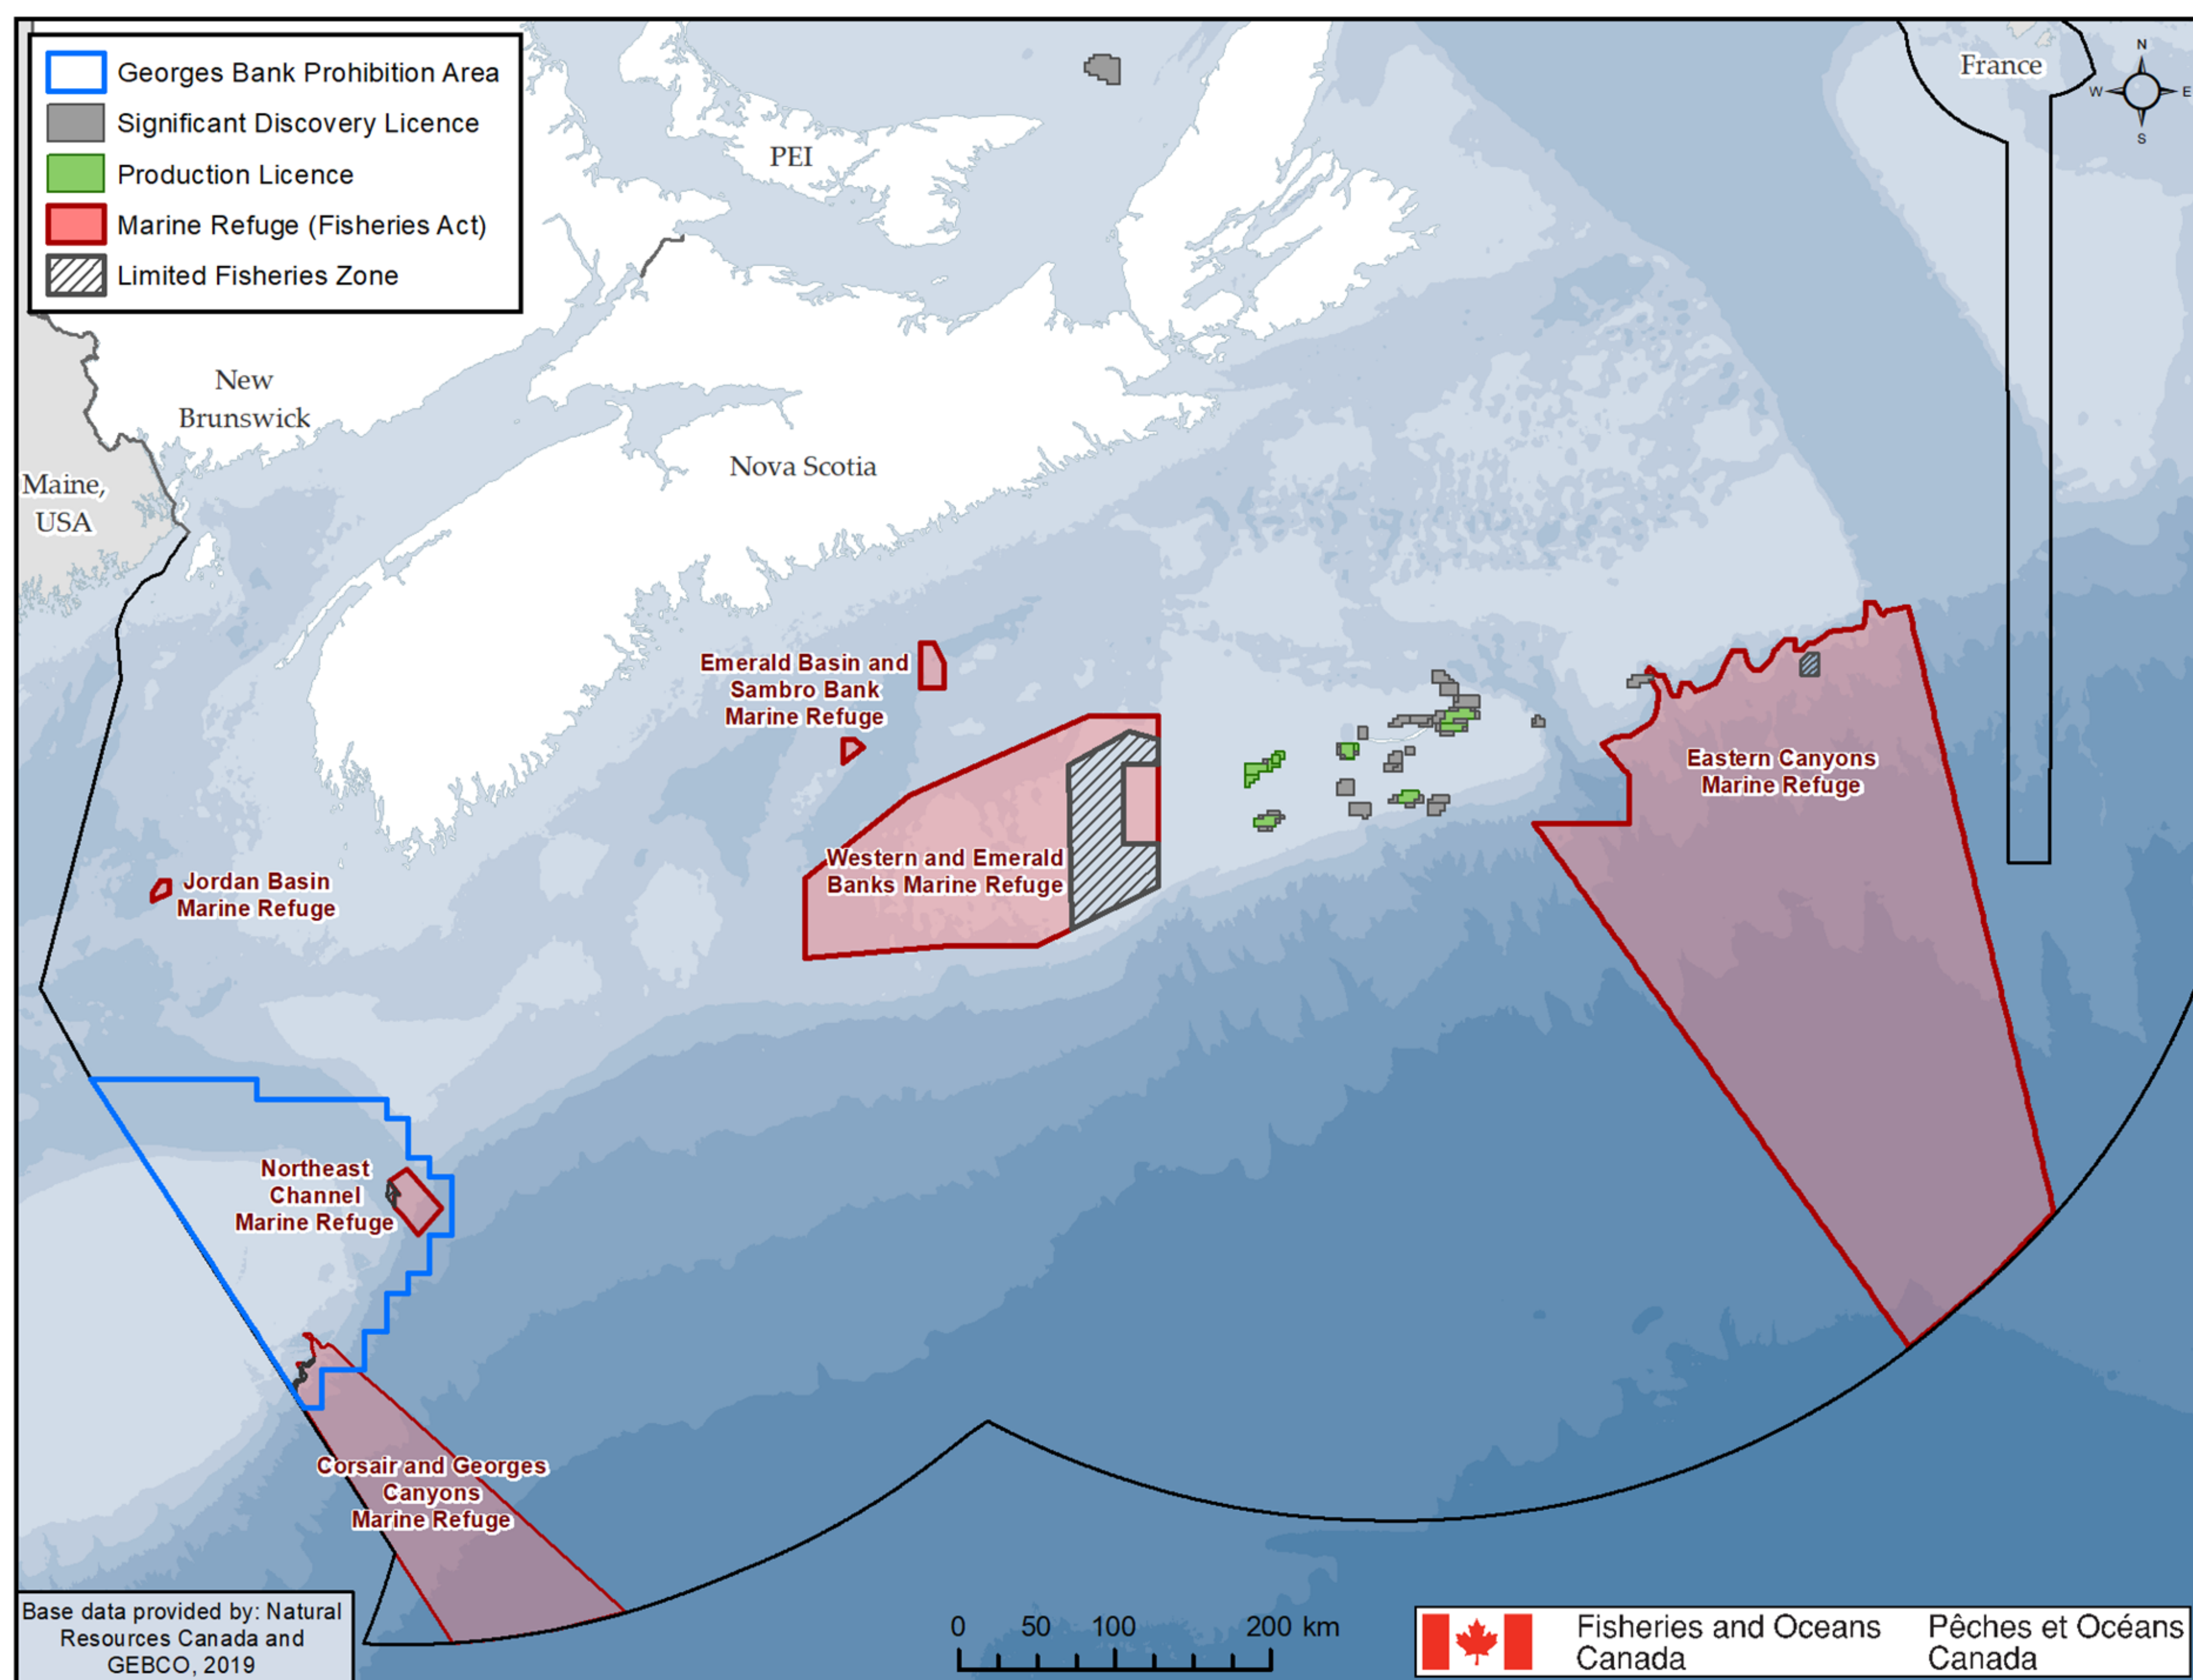 Georges Bank Prohibition Area
Significant Discovery Licence
Production Licence
Marine Refuge (Fisheries Act)
Limited Fisheries Zone
France
N
W
E
S
PEI
New
Brunswick
Nova Scotia
Maine,
USA
Emerald Basin and
Sambro Bank
Marine Refuge
Eastern Canyons
Marine Refuge
Western and Emerald
Banks Marine Refuge
Jordan Basin
Marine Refuge
Northeast
Channel
Marine Refuge
Corsair and Georges
Canyons
Marine Refuge
Base data provided by: Natural
Resources Canada and
GEBCO, 2019
0 50 100 200 km
Fisheries and Oceans
Canada
Pêches et Océans
Canada